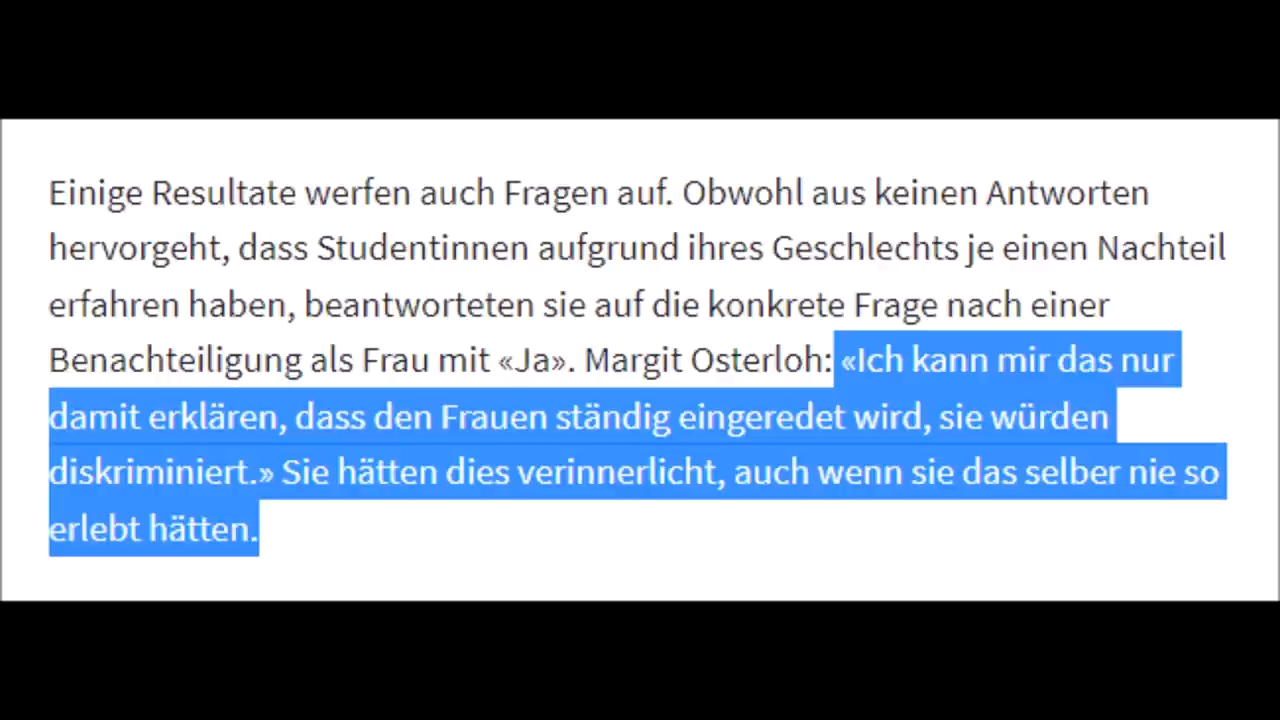 Einige Resultate werfen auch Fragen auf. Obwohl aus keinen Antworten
hervorgeht, dass Studentinnen aufgrund ihres Geschlechts je einen Nachteil
erfahren haben, beantworteten sie auf die konkrete Frage nach einer
Benachteiligung als Frau mit «Ja». Margit Osterloh: «Ich kann mir das nur
damit erklären, dass den Frauen ständig eingeredet wird, sie würden
diskriminiert.» Sie hätten dies verinnerlicht, auch wenn sie das selber nie so
erlebt hätten.